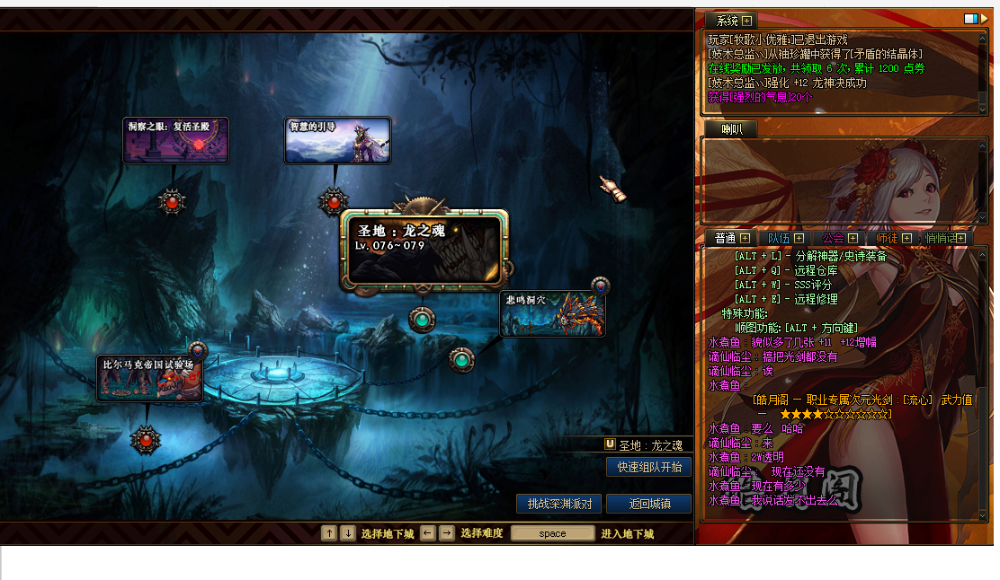 洞察之眼：复活圣殿
智慧的引导
圣地：龙之魂
Lv. 076~079
悲鸣洞穴
比尔马克帝国试验场
U 圣地：龙之魂
快速组队开始
挑战深渊派对
返回城镇
↑ ↓ 选择地下城 ← → 选择难度 space 进入地下城
系统 +
玩家[牧歌小优雅i]已退出游戏
[妓术总监\\]从袖珍罐中获得了[矛盾的结晶体]
在线奖励已发放, 共领取 6 次, 累计 1200 点券
[妓术总监\\]强化 +12 龙神决成功
获得[强烈的气息]20个
喇叭
普通 + 队伍 + 公会 + 师徒 + 悄悄话 +
[ALT + L] - 分解神器/史诗装备
[ALT + Q] - 远程仓库
[ALT + W] - SSS评分
[ALT + E] - 远程修理
特殊功能:
顺图功能: [ALT + 方向键]
水煮鱼：貌似多了几张 +11 +12增幅
谪仙临尘：搞把光剑都没有
谪仙临尘：诶
水煮鱼：
[皓月阁 — 职业专属次元光剑：[流心] 武力值
— ★★★★☆☆☆☆☆☆]
水煮鱼：要么 哈哈
谪仙临尘：来
水煮鱼：2W透明
谪仙临尘： 现在还没有
水煮鱼：现在有多少
水煮鱼：我说话发不出去么